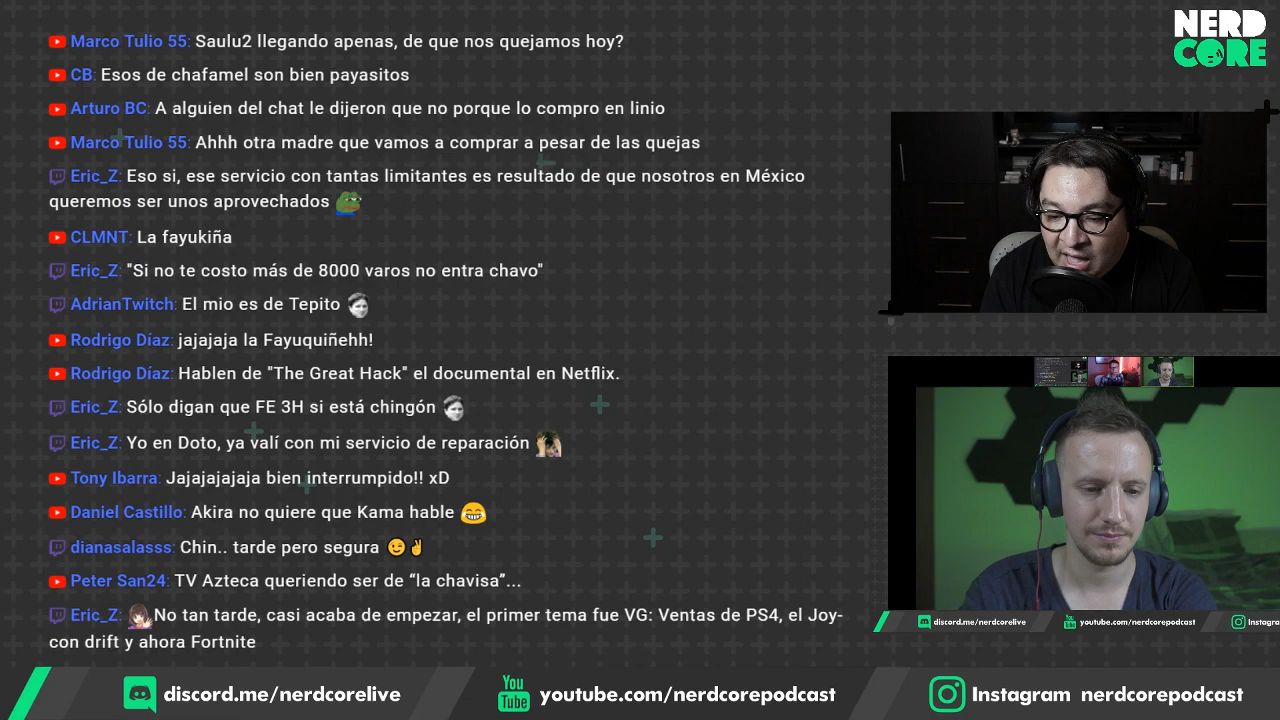 Marco Tulio 55: Saulu2 llegando apenas, de que nos quejamos hoy?
CB: Esos de chafamel son bien payasitos
Arturo BC: A alguien del chat le dijeron que no porque lo compro en linio
Marco Tulio 55: Ahhh otra madre que vamos a comprar a pesar de las quejas
Eric_Z: Eso si, ese servicio con tantas limitantes es resultado de que nosotros en México
queremos ser unos aprovechados
CLMNT: La fayukiña
Eric_Z: "Si no te costo más de 8000 varos no entra chavo"
AdrianTwitch: El mio es de Tepito
Rodrigo Díaz: jajajaja la Fayuquiñehh!
Rodrigo Díaz: Hablen de "The Great Hack" el documental en Netflix.
Eric_Z: Sólo digan que FE 3H si está chingón
Eric_Z: Yo en Doto, ya valí con mi servicio de reparación
Tony Ibarra: Jajajajajaja bien interrumpido!! xD
Daniel Castillo: Akira no quiere que Kama hable 😂
dianasalasss: Chin.. tarde pero segura 😉✌
Peter San24: TV Azteca queriendo ser de “la chavisa”...
Eric_Z: No tan tarde, casi acaba de empezar, el primer tema fue VG: Ventas de PS4, el Joy-
con drift y ahora Fortnite
NERD
CORE
discord.me/nerdcorelive
youtube.com/nerdcorepodcast
Instagra
discord.me/nerdcorelive
You Tube youtube.com/nerdcorepodcast
Instagram nerdcorepodcast